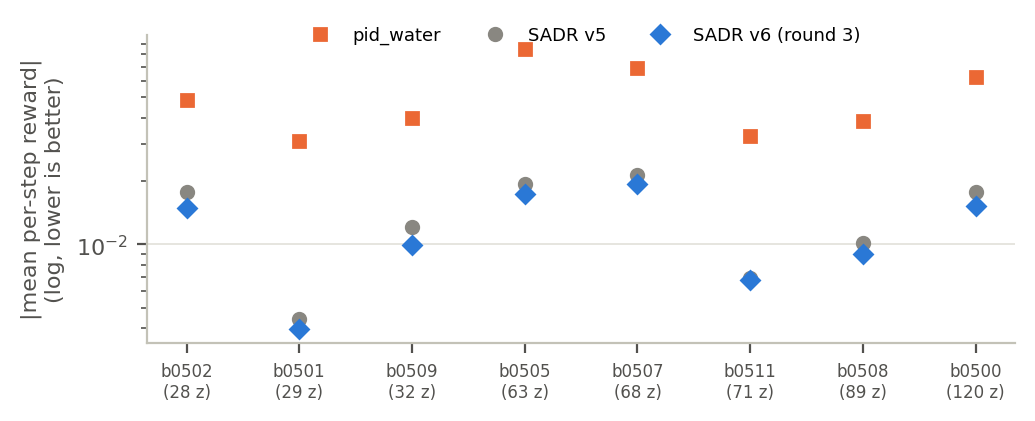 pid_water SADR v5 SADR v6 (round 3)
|mean per-step reward|
(log, lower is better)
10⁻²
b0502 b0501 b0509 b0505 b0507 b0511 b0508 b0500
(28 z) (29 z) (32 z) (63 z) (68 z) (71 z) (89 z) (120 z)